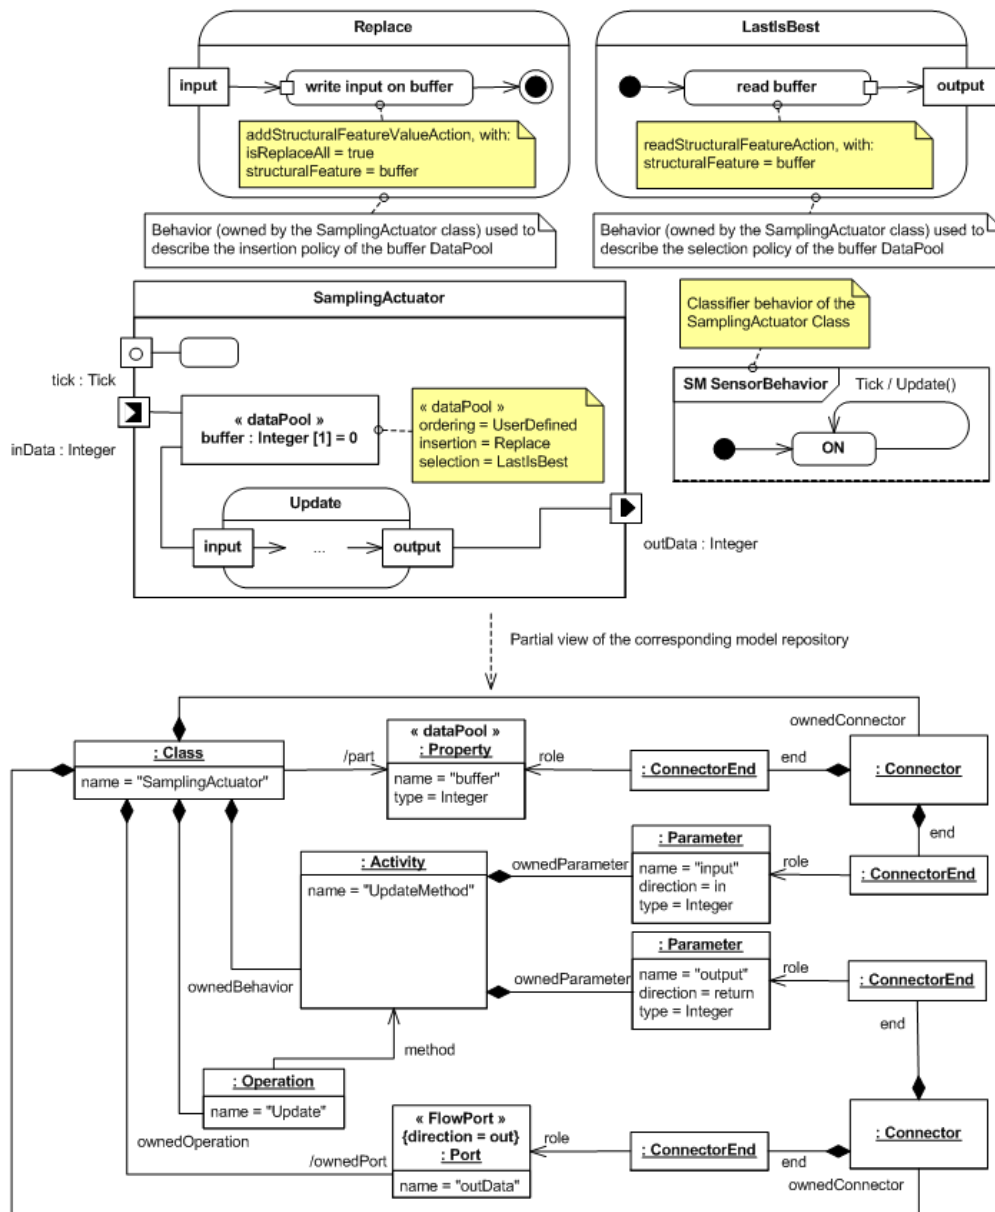 Replace
LastIsBest
input
write input on buffer
read buffer
output
addStructuralFeatureValueAction, with:
isReplaceAll = true
structuralFeature = buffer
readStructuralFeatureAction, with:
structuralFeature = buffer
Behavior (owned by the SamplingActuator class) used to
describe the insertion policy of the buffer DataPool
Behavior (owned by the SamplingActuator class) used to
describe the selection policy of the buffer DataPool
SamplingActuator
Classifier behavior of the
SamplingActuator Class
tick : Tick
inData : Integer
« dataPool »
buffer : Integer [1] = 0
« dataPool »
ordering = UserDefined
insertion = Replace
selection = LastIsBest
SM SensorBehavior
Tick / Update()
ON
Update
input
...
output
outData : Integer
Partial view of the corresponding model repository
ownedConnector
: Class
name = "SamplingActuator"
/part
« dataPool »
: Property
name = "buffer"
type = Integer
role
: ConnectorEnd
end
: Connector
end
: Activity
name = "UpdateMethod"
ownedParameter
: Parameter
name = "input"
direction = in
type = Integer
role
: ConnectorEnd
ownedBehavior
ownedParameter
: Parameter
name = "output"
direction = return
type = Integer
role
: ConnectorEnd
end
method
: Operation
name = "Update"
ownedOperation
/ownedPort
« FlowPort »
{direction = out}
: Port
name = "outData"
role
: ConnectorEnd
end
: Connector
ownedConnector